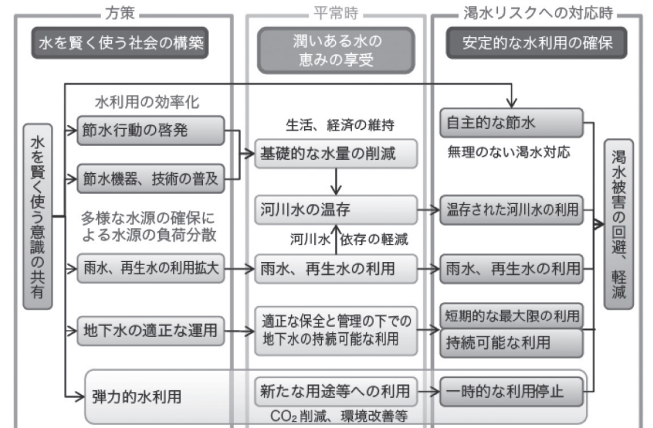 方策
平常時
渇水リスクへの対応時
水を賢く使う社会の構築
潤いある水の
恵みの享受
安定的な水利用の確保
水を賢く使う意識の共有
水利用の効率化
節水行動の啓発
節水機器、技術の普及
多様な水源の確保に
よる水源の負荷分散
雨水、再生水の利用拡大
地下水の適正な運用
弾力的水利用
生活、経済の維持
基礎的な水量の削減
河川水の温存
河川水 依存の軽減
雨水、再生水の利用
適正な保全と管理の下での
地下水の持続可能な利用
新たな用途等への利用
CO₂削減、環境改善等
自主的な節水
無理のない渇水対応
温存された河川水の利用
雨水、再生水の利用
短期的な最大限の利用
持続可能な利用
一時的な利用停止
渇水被害の回避、軽減